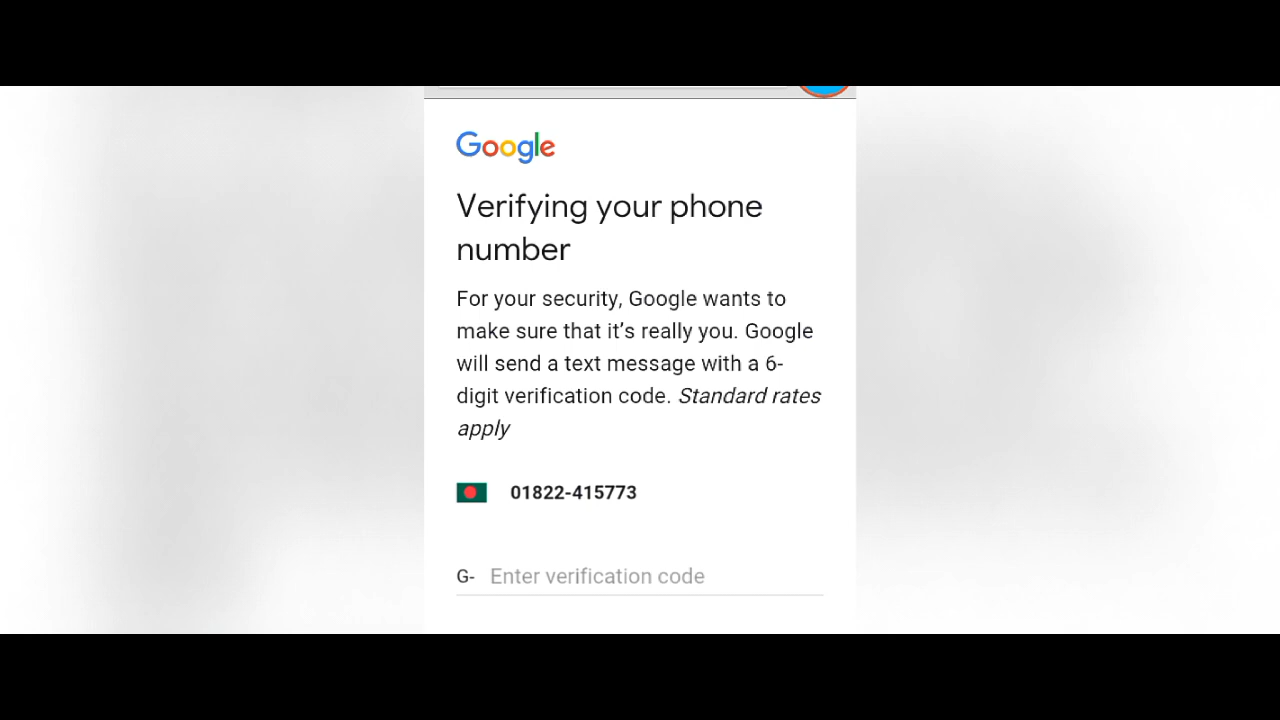 Google
Verifying your phone
number
For your security, Google wants to
make sure that it’s really you. Google
will send a text message with a 6-
digit verification code. Standard rates
apply
01822-415773
G- Enter verification code